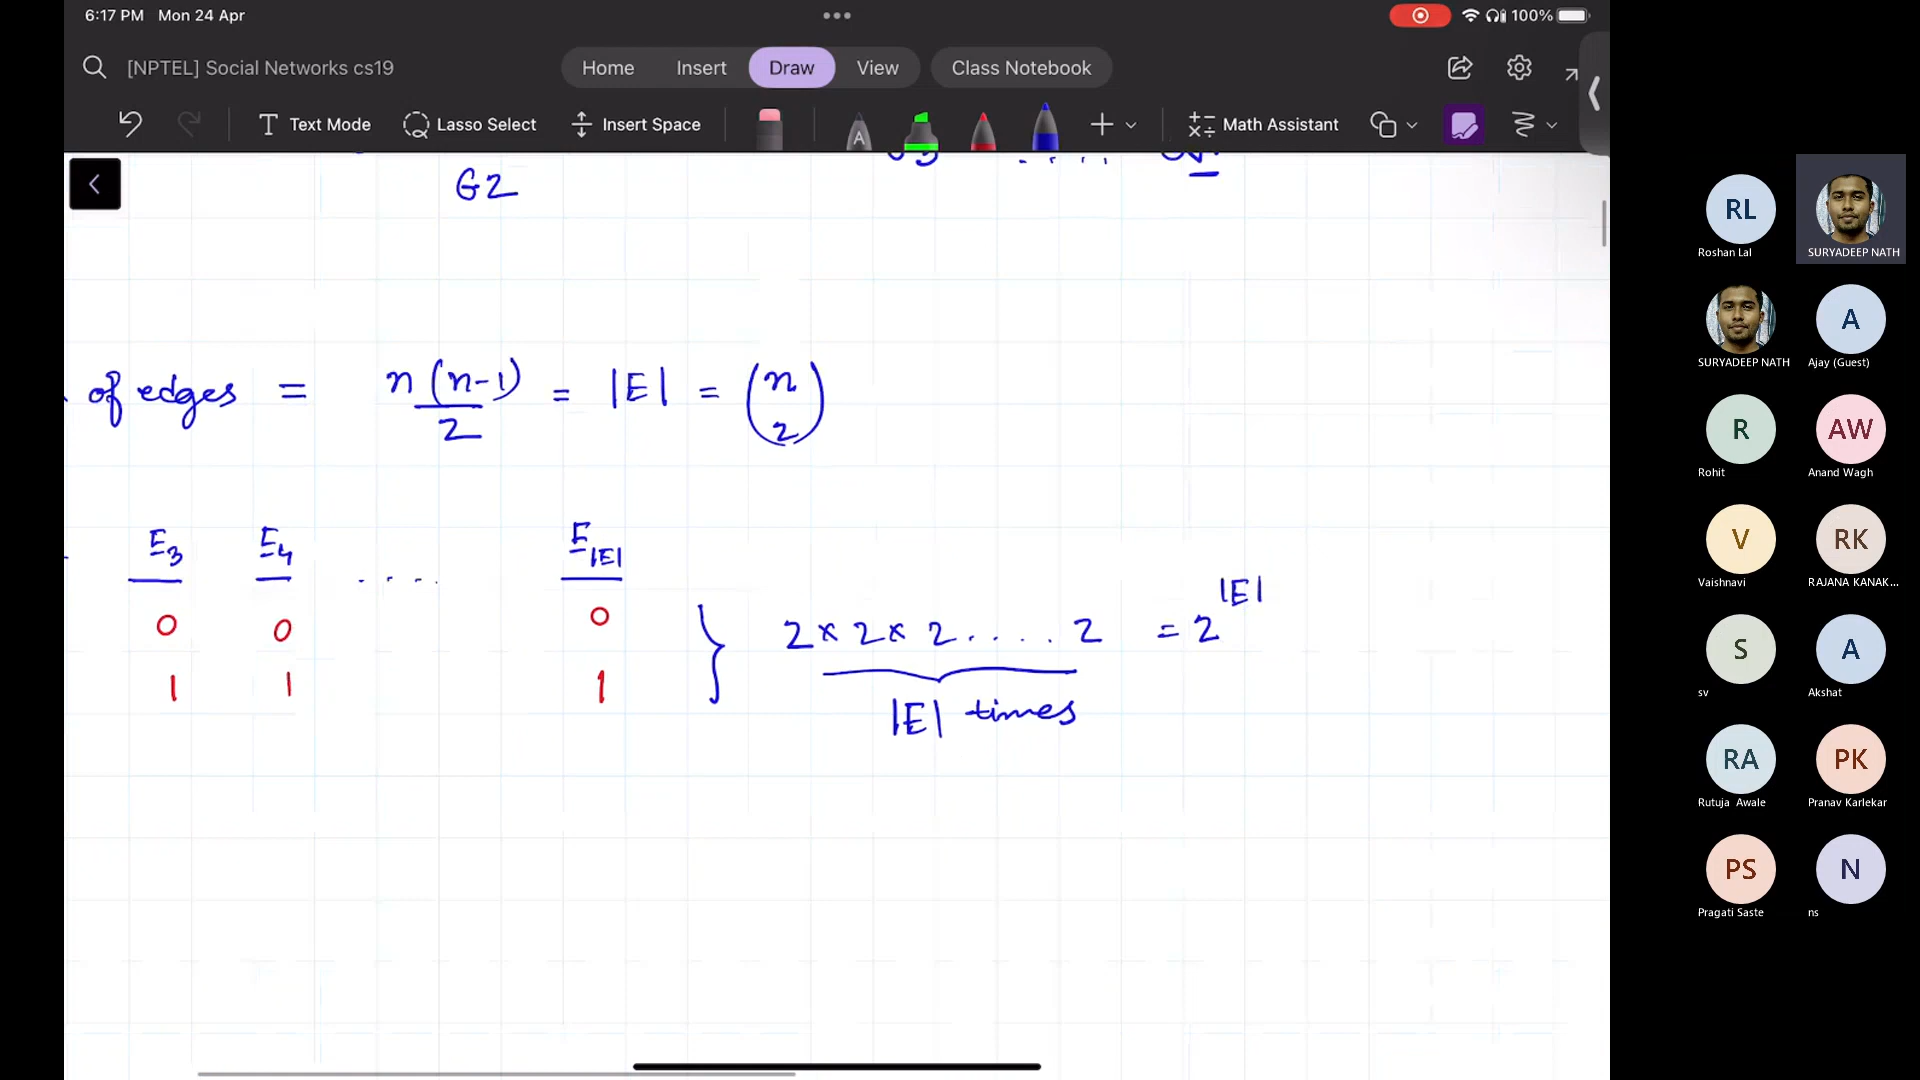 6:17 PM Mon 24 Apr
100%
[NPTEL] Social Networks cs19
Home Insert Draw View Class Notebook
Text Mode Lasso Select Insert Space A Math Assistant
G2
of edges = n(n-1)/2 = |E| = (n 2)
E3 E4 .... E|E|
0 0 0
1 1 1
2 × 2 × 2 ..... 2 = 2^|E|
|E| times
RL
Roshan Lal
SURYADEEP NATH
SURYADEEP NATH
A
Ajay (Guest)
R
Rohit
AW
Anand Wagh
V
Vaishnavi
RK
RAJANA KANAK...
S
sv
A
Akshat
RA
Rutuja Awale
PK
Pranav Karlekar
PS
Pragati Saste
N
ns